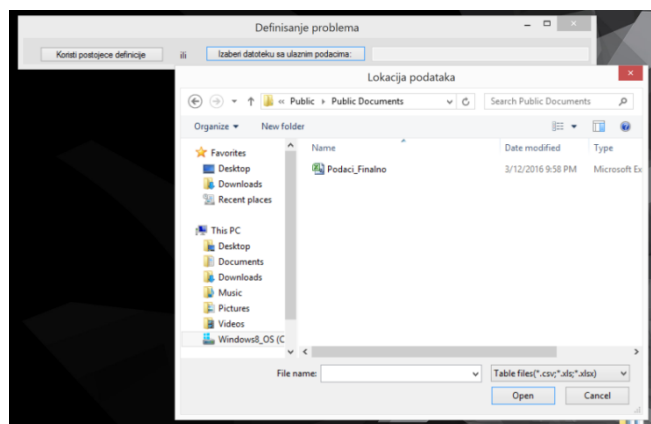 Definisanje problema
Koristi postojece definicije ili Izaberi datoteku sa ulaznim podacima:
Lokacija podataka
« Public Public Documents Search Public Documents
Organize New folder
Name Date modified Type
Favorites
Desktop Podaci_Finalno 3/12/2016 9:58 PM Microsoft Ex
Downloads
Recent places
This PC
Desktop
Documents
Downloads
Music
Pictures
Videos
Windows8_OS (C
File name: Table files(*.csv;*.xls;*.xlsx)
Open Cancel